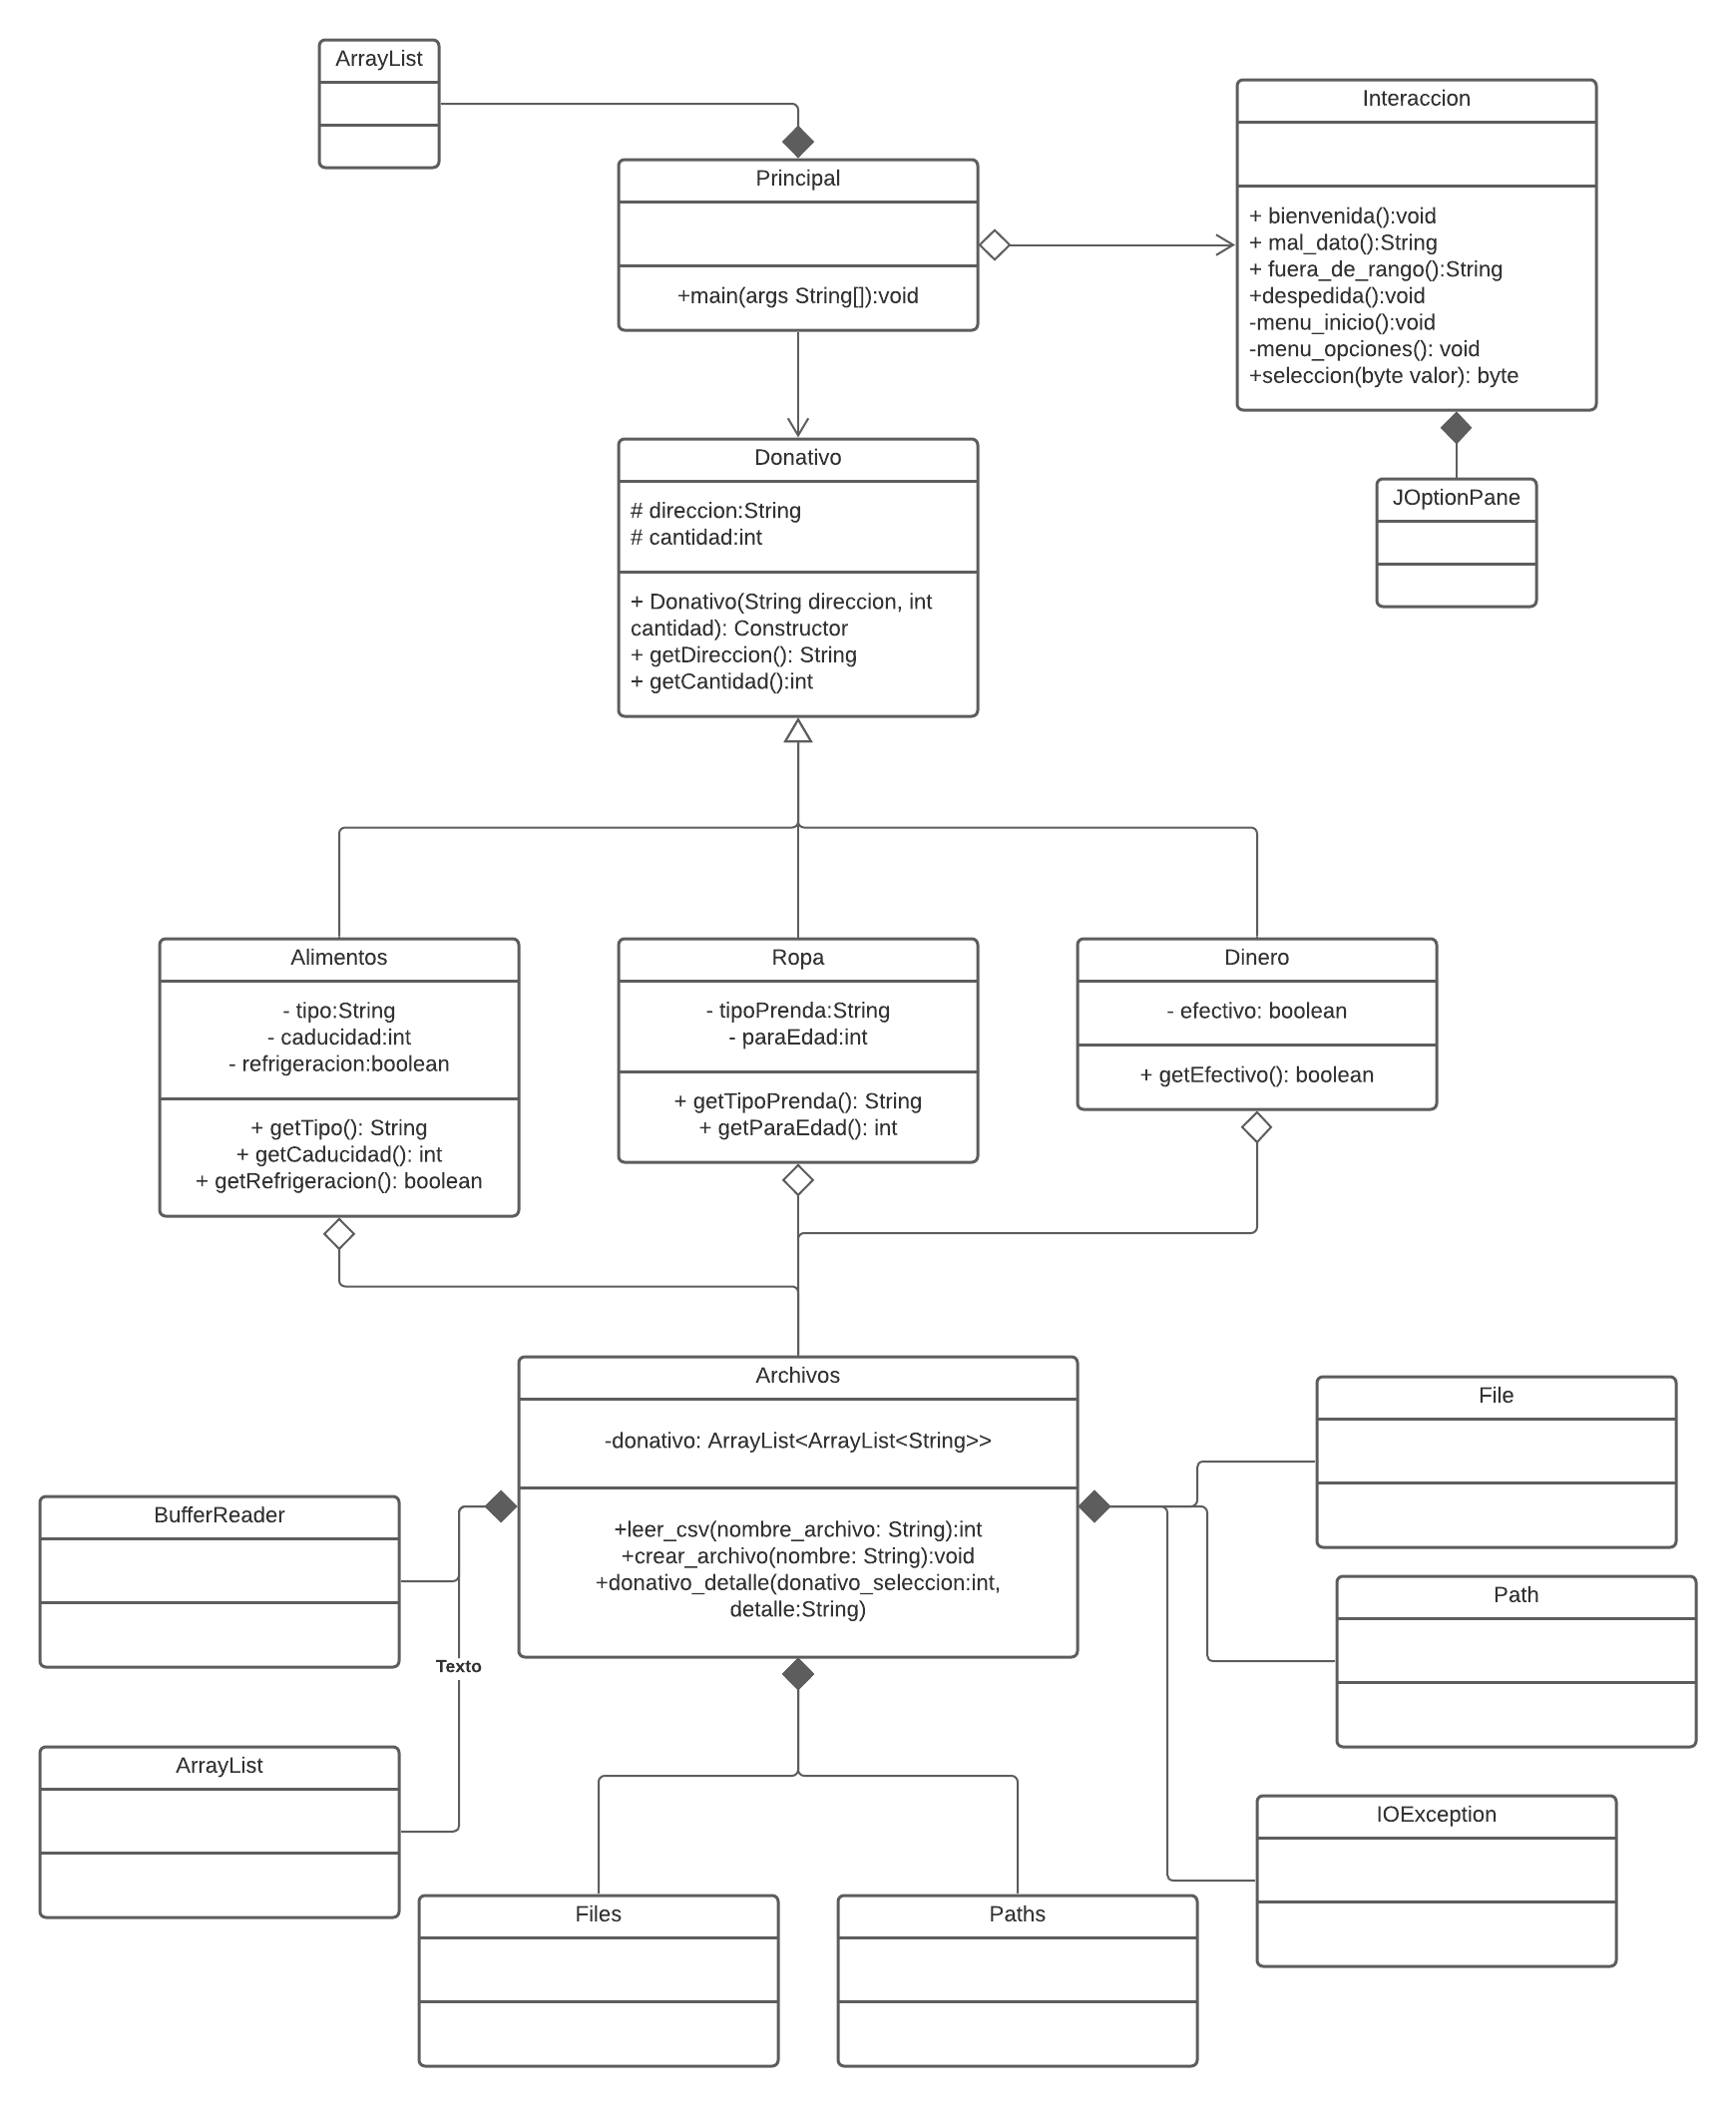 ArrayList
Interaccion
+ bienvenida():void
+ mal_dato():String
+ fuera_de_rango():String
+despedida():void
-menu_inicio():void
-menu_opciones(): void
+seleccion(byte valor): byte
Principal
+main(args String[]):void
JOptionPane
Donativo
# direccion:String
# cantidad:int
+ Donativo(String direccion, int
cantidad): Constructor
+ getDireccion(): String
+ getCantidad():int
Alimentos
- tipo:String
- caducidad:int
- refrigeracion:boolean
+ getTipo(): String
+ getCaducidad(): int
+ getRefrigeracion(): boolean
Ropa
- tipoPrenda:String
- paraEdad:int
+ getTipoPrenda(): String
+ getParaEdad(): int
Dinero
- efectivo: boolean
+ getEfectivo(): boolean
Archivos
-donativo: ArrayList<ArrayList<String>>
+leer_csv(nombre_archivo: String):int
+crear_archivo(nombre: String):void
+donativo_detalle(donativo_seleccion:int,
detalle:String)
File
BufferReader
Path
Texto
ArrayList
IOException
Files
Paths